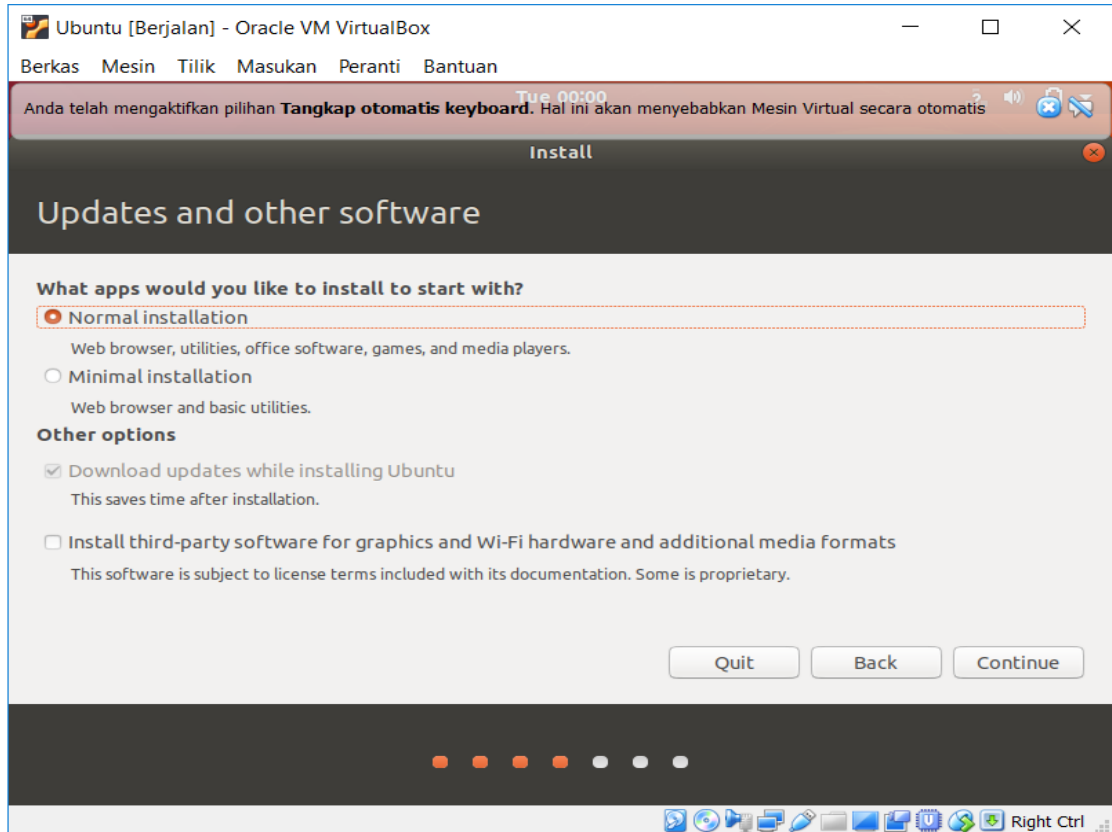 Ubuntu [Berjalan] - Oracle VM VirtualBox
Berkas Mesin Tilik Masukan Peranti Bantuan
Tue 00:00
Anda telah mengaktifkan pilihan Tangkap otomatis keyboard. Hal ini akan menyebabkan Mesin Virtual secara otomatis
Install
Updates and other software
What apps would you like to install to start with?
Normal installation
Web browser, utilities, office software, games, and media players.
Minimal installation
Web browser and basic utilities.
Other options
Download updates while installing Ubuntu
This saves time after installation.
Install third-party software for graphics and Wi-Fi hardware and additional media formats
This software is subject to license terms included with its documentation. Some is proprietary.
Quit Back Continue
Right Ctrl